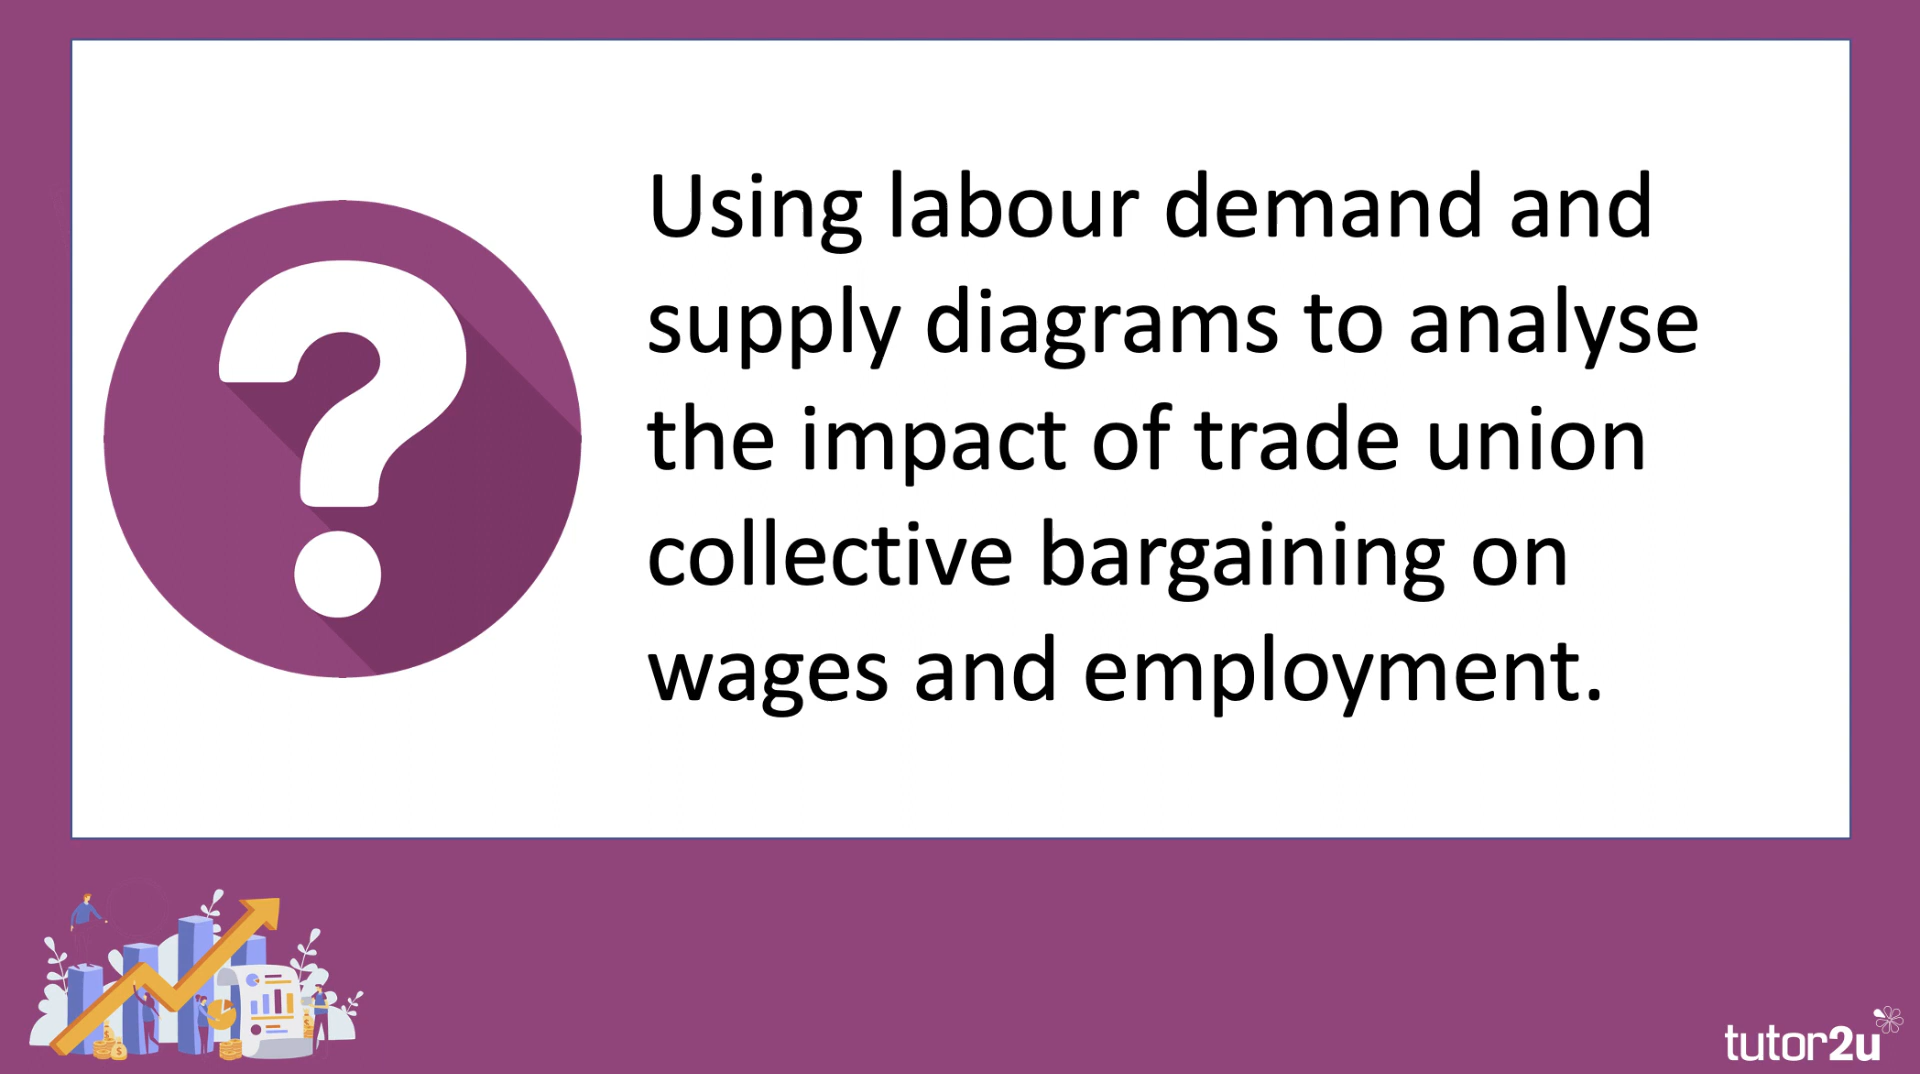 Using labour demand and
supply diagrams to analyse
the impact of trade union
collective bargaining on
wages and employment.
tutor2u